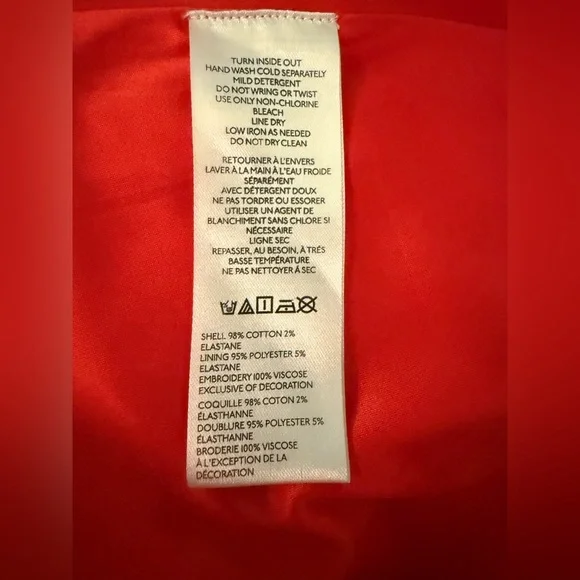 TURN INSIDE OUT
HAND WASH COLD SEPARATELY
MILD DETERGENT
DO NOT WRING OR TWIST
USE ONLY NON-CHLORINE
BLEACH
LINE DRY
LOW IRON AS NEEDED
DO NOT DRY CLEAN
RETOURNER À L'ENVERS
LAVER À LA MAIN À L'EAU FROIDE
SÉPARÉMENT
AVEC DÉTERGENT DOUX
NE PAS TORDRE OU ESSORER
UTILISER UN AGENT DE
BLANCHIMENT SANS CHLORE SI
NÉCESSAIRE
LIGNE SEC
REPASSER, AU BESOIN, À TRÉS
BASSE TEMPÉRATURE
NE PAS NETTOYER À SEC
SHELL 98% COTTON 2%
ELASTANE
LINING 95% POLYESTER 5%
ELASTANE
EMBROIDERY 100% VISCOSE
EXCLUSIVE OF DECORATION
COQUILLE 98% COTON 2%
ÉLASTHANNE
DOUBLURE 95% POLYESTER 5%
ÉLASTHANNE
BRODERIE 100% VISCOSE
À L'EXCEPTION DE LA
DÉCORATION